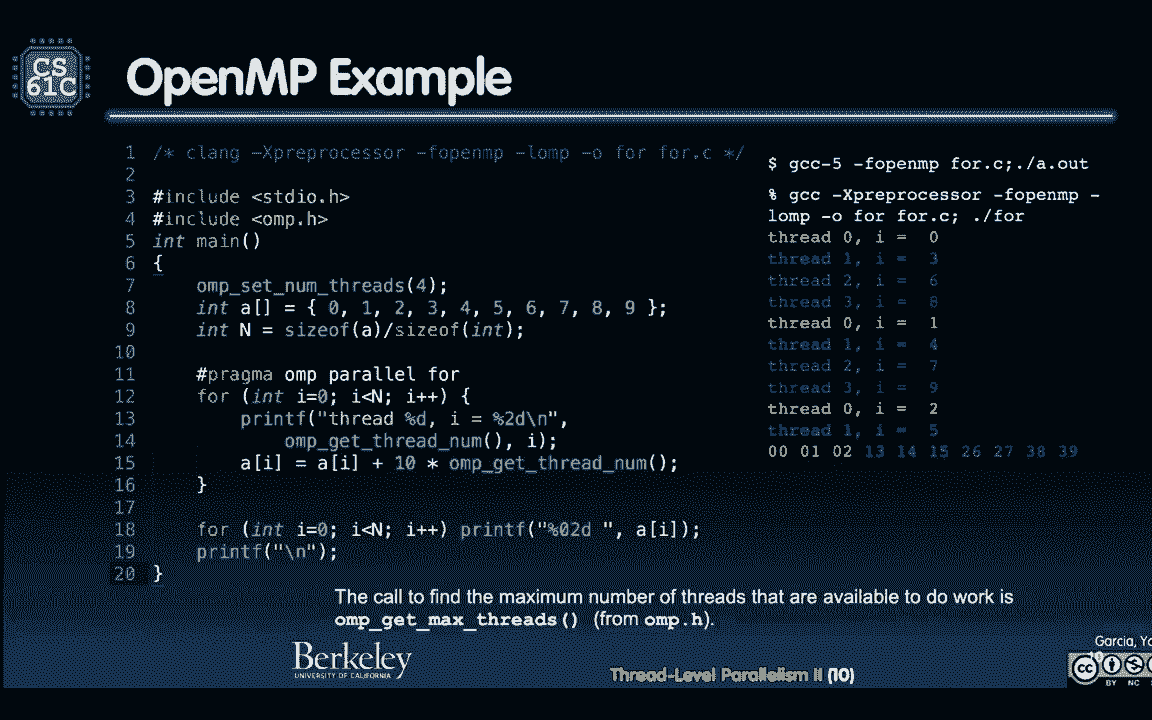 CS
61C
OpenMP Example
1 /* clang -Xpreprocessor -fopenmp -lomp -o for for.c */
2
3 #include <stdio.h>
4 #include <omp.h>
5 int main()
6 {
7     omp_set_num_threads(4);
8     int a[] = { 0, 1, 2, 3, 4, 5, 6, 7, 8, 9 };
9     int N = sizeof(a)/sizeof(int);
10
11     #pragma omp parallel for
12     for (int i=0; i<N; i++) {
13         printf("thread %d, i = %2d\n",
14             omp_get_thread_num(), i);
15         a[i] = a[i] + 10 * omp_get_thread_num();
16     }
17
18     for (int i=0; i<N; i++) printf("%02d ", a[i]);
19     printf("\n");
20 }
$ gcc-5 -fopenmp for.c;./a.out
% gcc -Xpreprocessor -fopenmp -
lomp -o for for.c; ./for
thread 0, i =  0
thread 1, i =  3
thread 2, i =  6
thread 3, i =  8
thread 0, i =  1
thread 1, i =  4
thread 2, i =  7
thread 3, i =  9
thread 0, i =  2
thread 1, i =  5
00 01 02 13 14 15 26 27 38 39
The call to find the maximum number of threads that are available to do work is
omp_get_max_threads() (from omp.h).
Berkeley
UNIVERSITY OF CALIFORNIA
Thread-Level Parallelism II (10)
Garcia,
cc
BY NC